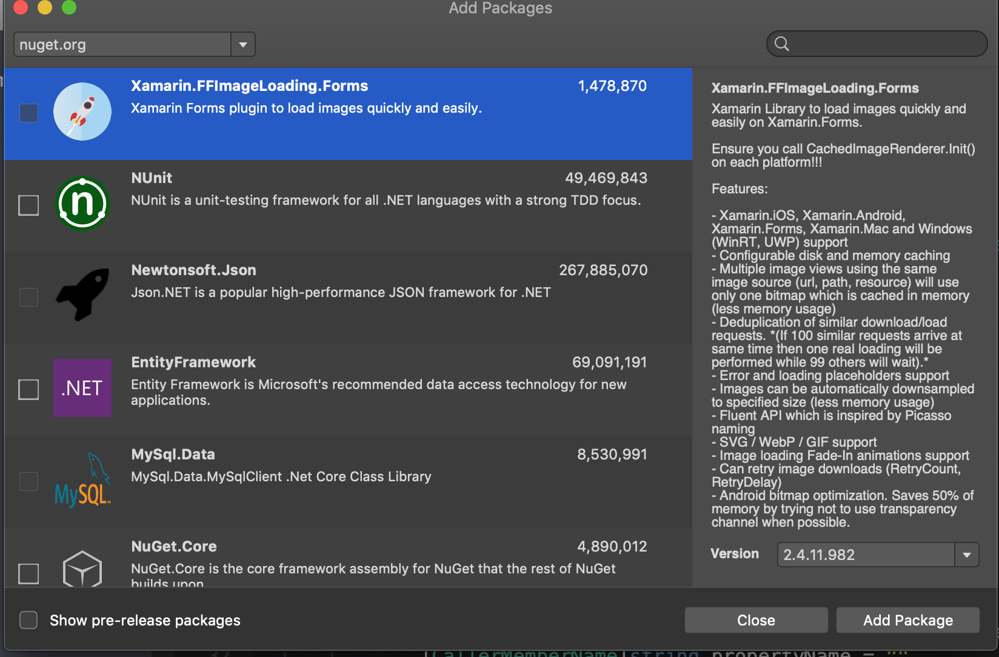 Add Packages
nuget.org
Xamarin.FFImageLoading.Forms
1,478,870
Xamarin Forms plugin to load images quickly and easily.
NUnit
49,469,843
n
NUnit is a unit-testing framework for all .NET languages with a strong TDD focus.
Newtonsoft.Json
267,885,070
Json.NET is a popular high-performance JSON framework for .NET
EntityFramework
69,091,191
.NET
Entity Framework is Microsoft's recommended data access technology for new
applications.
MySql.Data
8,530,991
MySql.Data.MySqlClient .Net Core Class Library
MySQL™
NuGet.Core
4,890,012
NuGet.Core is the core framework assembly for NuGet that the rest of NuGet
builds upon
Xamarin.FFImageLoading.Forms
Xamarin Library to load images quickly and
easily on Xamarin.Forms.
Ensure you call CachedImageRenderer.Init()
on each platform!!!
Features:
- Xamarin.iOS, Xamarin.Android,
Xamarin.Forms, Xamarin.Mac and Windows
(WinRT, UWP) support
- Configurable disk and memory caching
- Multiple image views using the same
image source (url, path, resource) will use
only one bitmap which is cached in memory
(less memory usage)
- Deduplication of similar download/load
requests. *(If 100 similar requests arrive at
same time then one real loading will be
performed while 99 others will wait).*
- Error and loading placeholders support
- Images can be automatically downsampled
to specified size (less memory usage)
- Fluent API which is inspired by Picasso
naming
- SVG / WebP / GIF support
- Image loading Fade-In animations support
- Can retry image downloads (RetryCount,
RetryDelay)
- Android bitmap optimization. Saves 50% of
memory by trying not to use transparency
channel when possible.
Version
2.4.11.982
Show pre-release packages
Close
Add Package
32
[CallerMemberName]string propertyName = ""